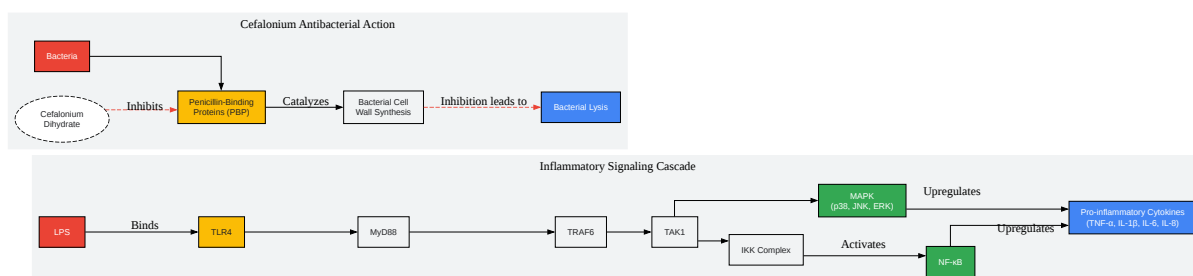 Cefalonium Antibacterial Action
Bacteria
Cefalonium
Dihydrate
Inhibits
Penicillin-Binding
Proteins (PBP)
Catalyzes
Bacterial Cell
Wall Synthesis
Inhibition leads to
Bacterial Lysis
Inflammatory Signaling Cascade
LPS
Binds
TLR4
MyD88
TRAF6
TAK1
MAPK
(p38, JNK, ERK)
Upregulates
IKK Complex
Activates
NF-κB
Upregulates
Pro-inflammatory Cytokines
(TNF-α, IL-1β, IL-6, IL-8)